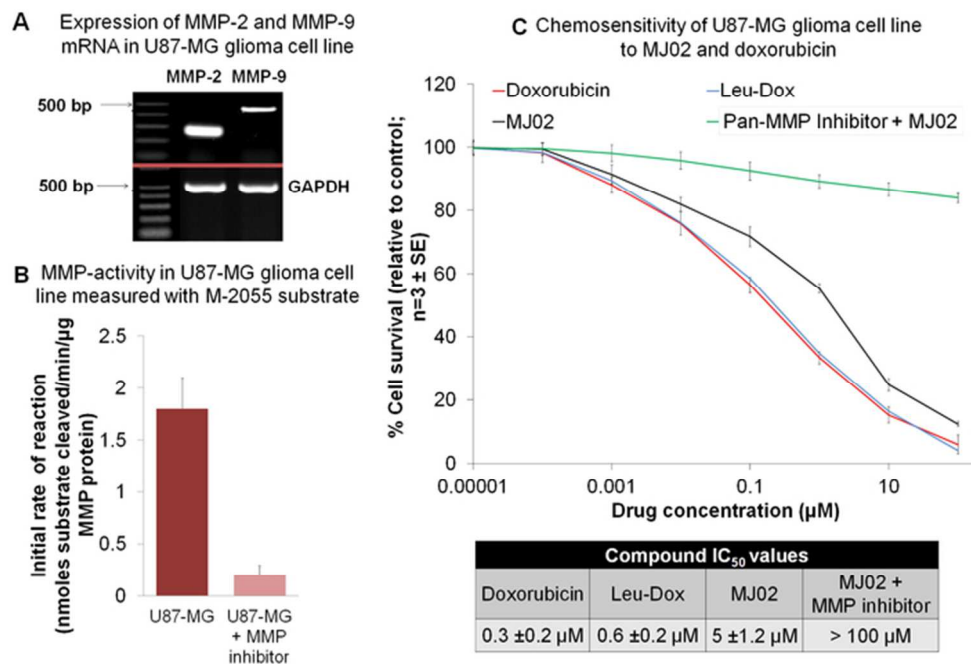 A
Expression of MMP-2 and MMP-9
mRNA in U87-MG glioma cell line
MMP-2 MMP-9
500 bp
500 bp
GAPDH
B
MMP-activity in U87-MG glioma cell
line measured with M-2055 substrate
Initial rate of reaction
(nmoles substrate cleaved/min/µg
MMP protein)
2.5
2
1.5
1
0.5
0
U87-MG
U87-MG
+ MMP
inhibitor
C
Chemosensitivity of U87-MG glioma cell line
to MJ02 and doxorubicin
% Cell survival (relative to control;
n=3 ± SE)
120
100
80
60
40
20
0
Doxorubicin
Leu-Dox
MJ02
Pan-MMP Inhibitor + MJ02
0.00001 0.001 0.1 10
Drug concentration (µM)
Compound IC50 values
Doxorubicin Leu-Dox MJ02 MJ02 +
MMP inhibitor
0.3 ±0.2 µM 0.6 ±0.2 µM 5 ±1.2 µM > 100 µM